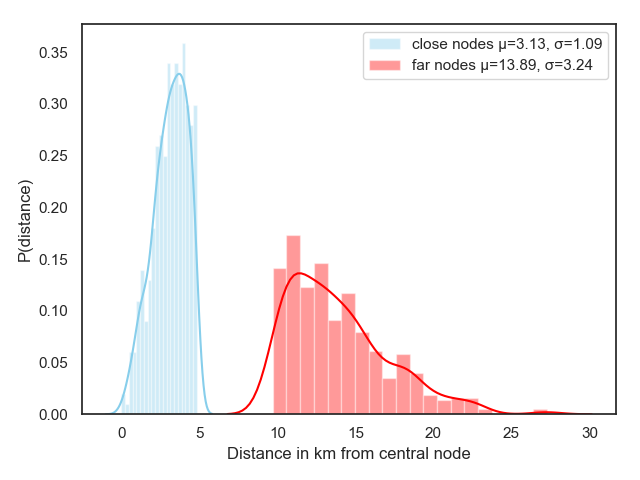 close nodes μ=3.13, σ=1.09
far nodes μ=13.89, σ=3.24
P(distance)
0.35
0.30
0.25
0.20
0.15
0.10
0.05
0.00
0 5 10 15 20 25 30
Distance in km from central node